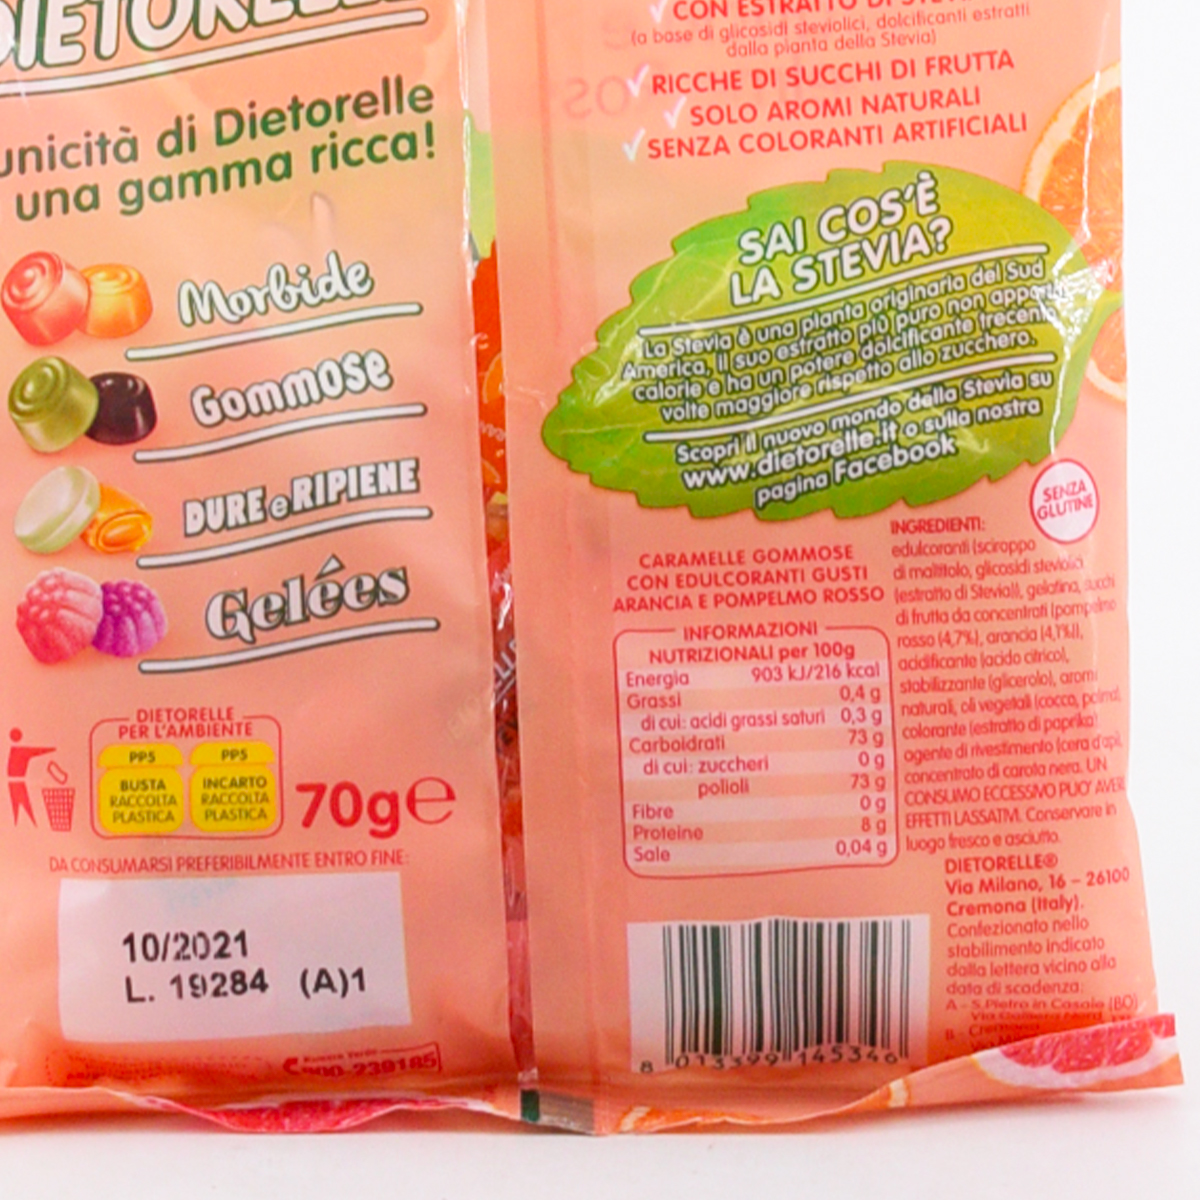 DIETORELLE
unicità di Dietorelle
una gamma ricca!
Morbide
Gommose
DURE e RIPIENE
Gelées
DIETORELLE
PER L'AMBIENTE
PP5
BUSTA
RACCOLTA
PLASTICA
PP5
INCARTO
RACCOLTA
PLASTICA
70g e
DA CONSUMARSI PREFERIBILMENTE ENTRO FINE:
10/2021
L. 19284 (A)1
-239185
CON ESTRATTO DI
(a base di glicosidi steviolici, dolcificanti estratti
dalla pianta della Stevia)
RICCHE DI SUCCHI DI FRUTTA
SOLO AROMI NATURALI
SENZA COLORANTI ARTIFICIALI
SAI COS'È
LA STEVIA?
La Stevia è una pianta originaria del Sud
America. Il suo estratto più puro non apporta
calorie e ha un potere dolcificante trecento
volte maggiore rispetto allo zucchero.
Scopri il nuovo mondo della Stevia su
www.dietorelle.it o sulla nostra
pagina Facebook
SENZA
GLUTINE
CARAMELLE GOMMOSE
CON EDULCORANTI GUSTI
ARANCIA E POMPELMO ROSSO
INFORMAZIONI
NUTRIZIONALI per 100g
Energia 903 kJ/216 kcal
Grassi 0,4 g
di cui: acidi grassi saturi 0,3 g
Carboidrati 73 g
di cui: zuccheri 0 g
polioli 73 g
Fibre 0 g
Proteine 8 g
Sale 0,04 g
INGREDIENTI:
edulcoranti (sciroppo
di maltitolo, glicosidi steviolici
(estratto di Stevia)), gelatina, succhi
di frutta da concentrati (pompelmo
rosso (4,7%), arancia (4,1%)),
acidificante (acido citrico),
stabilizzante (glicerolo), aromi
naturali, oli vegetali (cocco, palma),
colorante (estratto di paprika),
agente di rivestimento (cera d'api),
concentrato di carota nera. UN
CONSUMO ECCESSIVO PUO' AVERE
EFFETTI LASSATIVI. Conservare in
luogo fresco e asciutto.
DIETORELLE®
Via Milano, 16 – 26100
Cremona (Italy).
Confezionato nello
stabilimento indicato
dalla lettera vicino alla
data di scadenza:
A - S.Pietro in Casale (BO)
B - Cremona
8 013399 145346